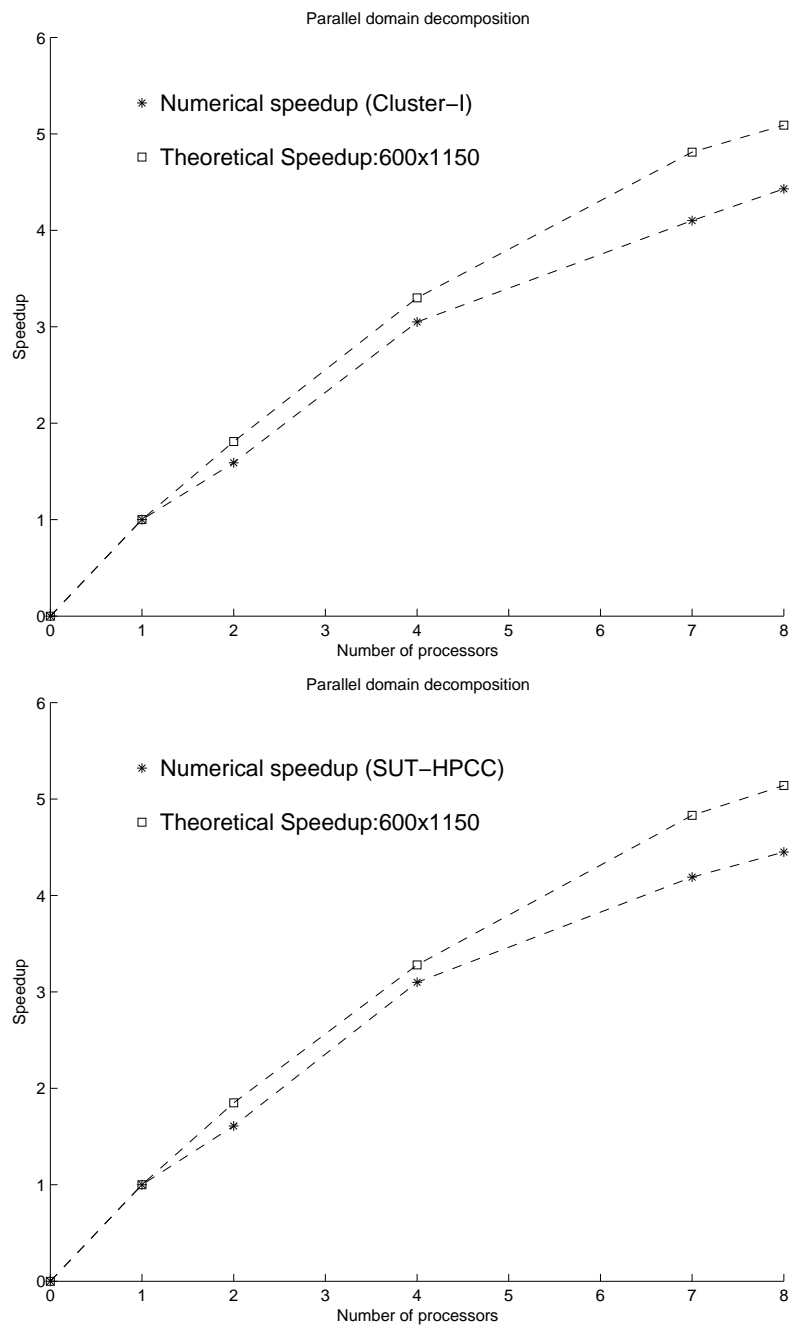 Parallel domain decomposition
6
Numerical speedup (Cluster−I)
5
Theoretical Speedup:600x1150
4
Speedup
3
2
1
0
0 1 2 3 4 5 6 7 8
Number of processors
Parallel domain decomposition
6
Numerical speedup (SUT−HPCC)
5
Theoretical Speedup:600x1150
4
Speedup
3
2
1
0
0 1 2 3 4 5 6 7 8
Number of processors